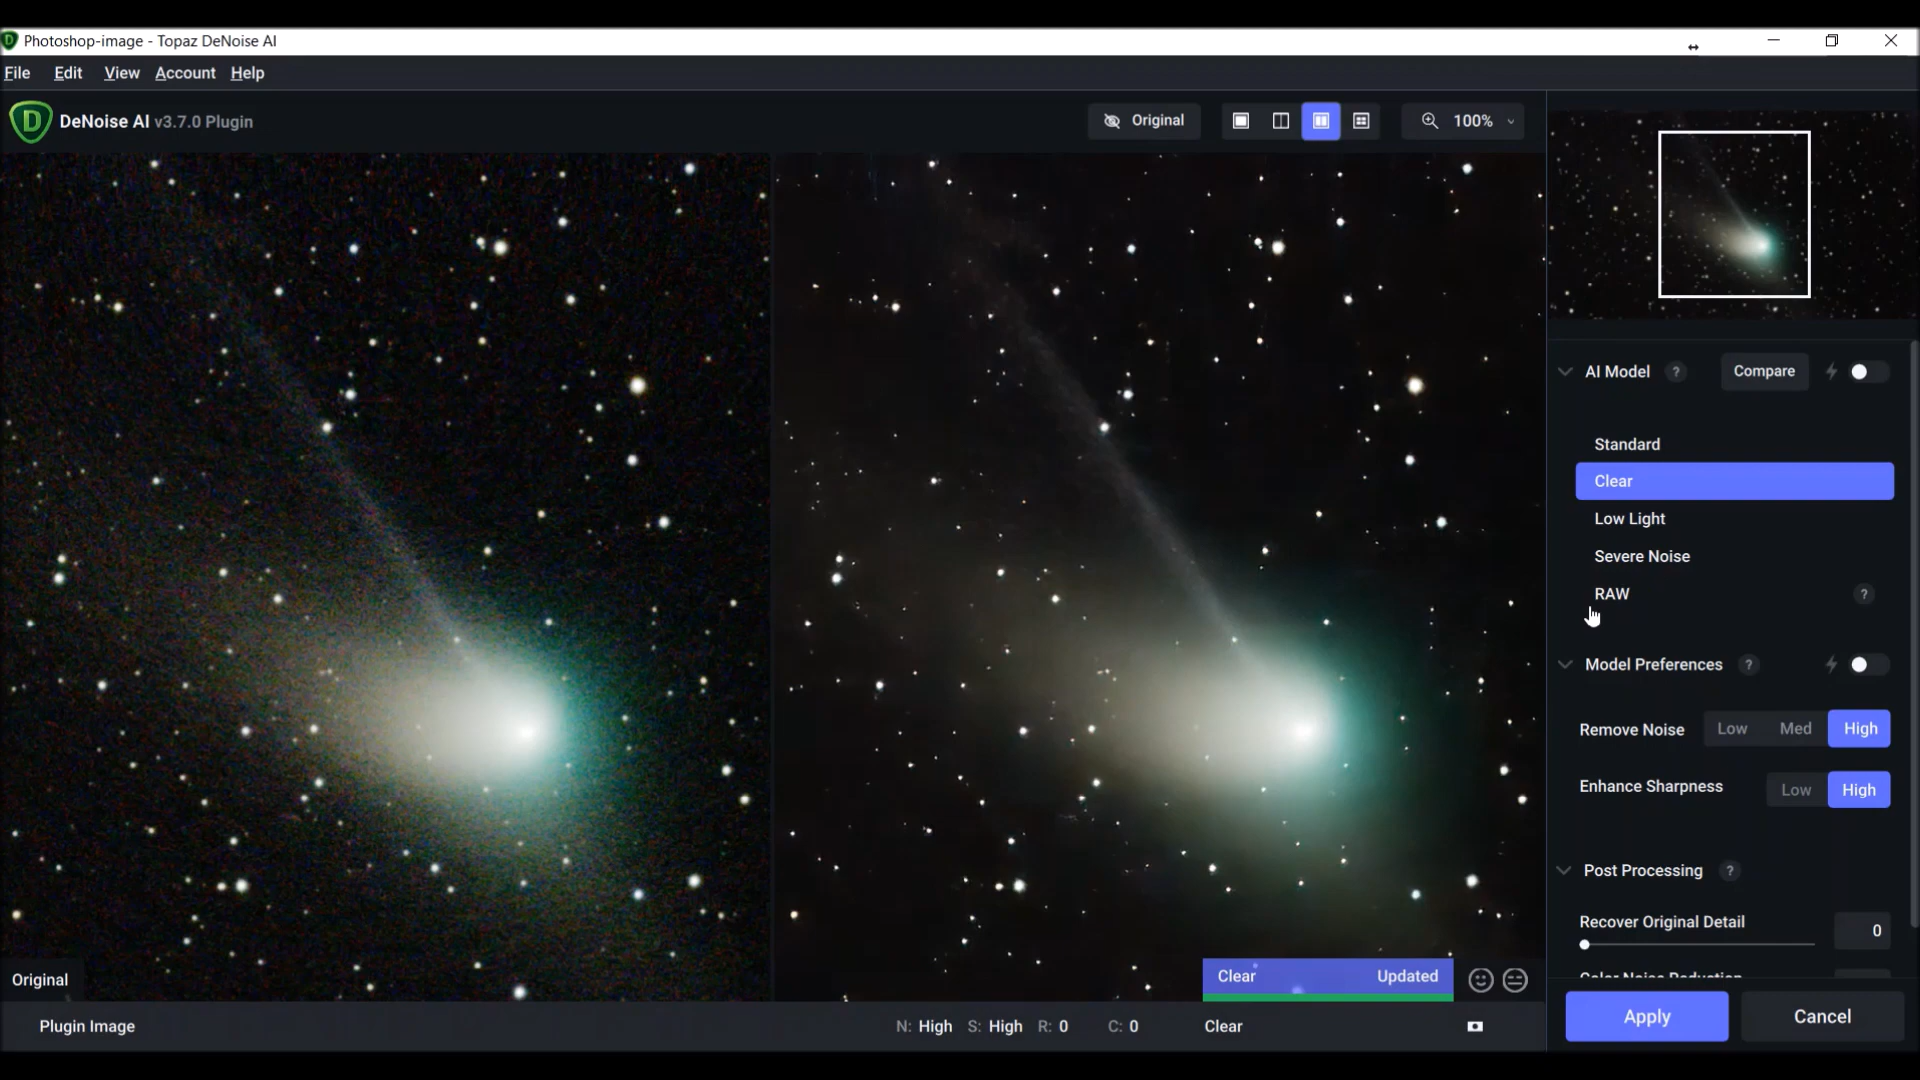 Photoshop-image - Topaz DeNoise AI
File Edit View Account Help
DeNoise AI v3.7.0 Plugin
Original
100%
AI Model ? Compare
Standard
Clear
Low Light
Severe Noise
RAW ?
Model Preferences ?
Remove Noise Low Med High
Enhance Sharpness Low High
Post Processing ?
Recover Original Detail 0
Color Noise Reduction
Original
Clear Updated
Plugin Image N: High S: High R: 0 C: 0 Clear
Apply Cancel